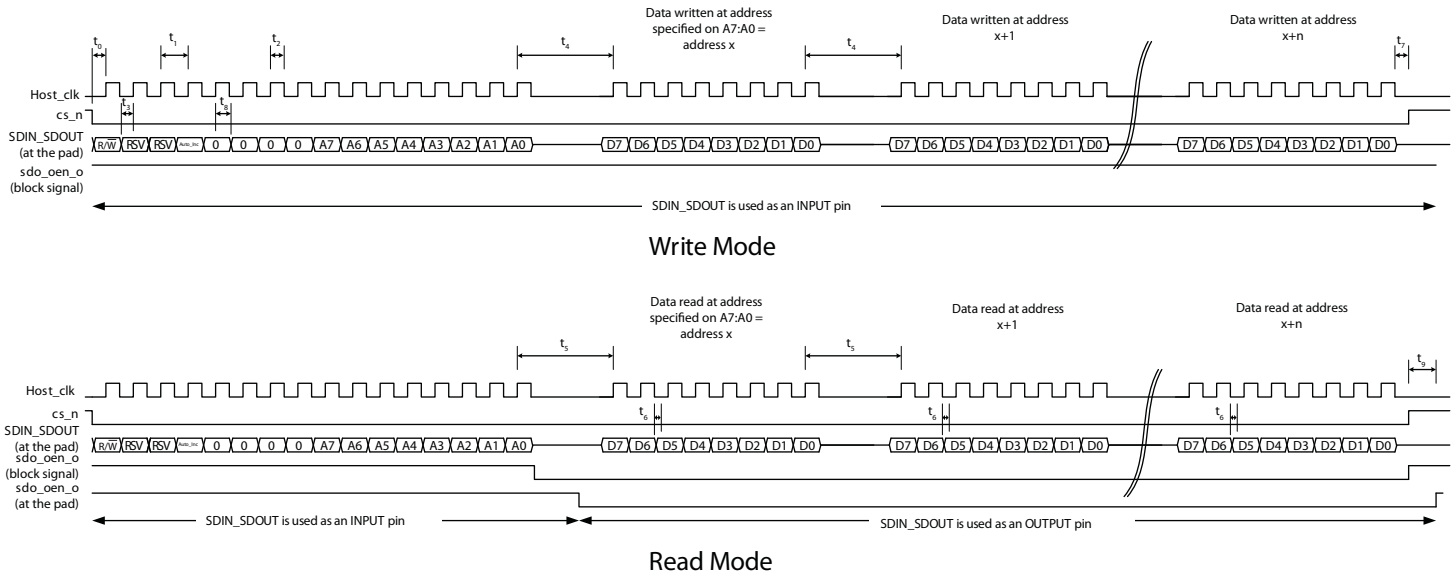 Data written at address
specified on A7:A0 =
address x
Data written at address
x+1
Data written at address
x+n
t0 t1 t2 t4 t4 t7
Host_clk
t3 t8
cs_n
SDIN_SDOUT
(at the pad)
R/W RSV RSV Auto_Inc 0 0 0 0 A7 A6 A5 A4 A3 A2 A1 A0 D7 D6 D5 D4 D3 D2 D1 D0 D7 D6 D5 D4 D3 D2 D1 D0 D7 D6 D5 D4 D3 D2 D1 D0
sdo_oen_o
(block signal)
SDIN_SDOUT is used as an INPUT pin
Write Mode
Data read at address
specified on A7:A0 =
address x
Data read at address
x+1
Data read at address
x+n
t5 t5 t9
Host_clk
cs_n
t6 t6 t6
SDIN_SDOUT
(at the pad)
R/W RSV RSV Auto_Inc 0 0 0 0 A7 A6 A5 A4 A3 A2 A1 A0 D7 D6 D5 D4 D3 D2 D1 D0 D7 D6 D5 D4 D3 D2 D1 D0 D7 D6 D5 D4 D3 D2 D1 D0
sdo_oen_o
(block signal)
sdo_oen_o
(at the pad)
SDIN_SDOUT is used as an INPUT pin
SDIN_SDOUT is used as an OUTPUT pin
Read Mode